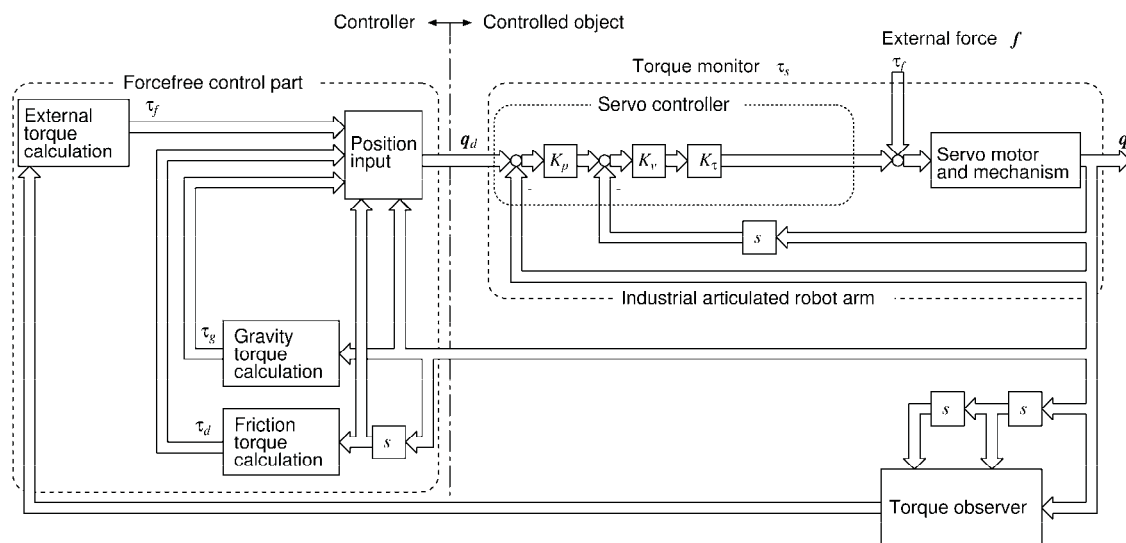 Controller
Controlled object
External force f
Torque monitor τs
τf
Forcefree control part
Servo controller
External
torque
calculation
τf
Position
input
qd
Kp
Kv
Kτ
Servo motor
and mechanism
q
-
-
s
Industrial articulated robot arm
τg
Gravity
torque
calculation
τd
Friction
torque
calculation
s
s
s
Torque observer